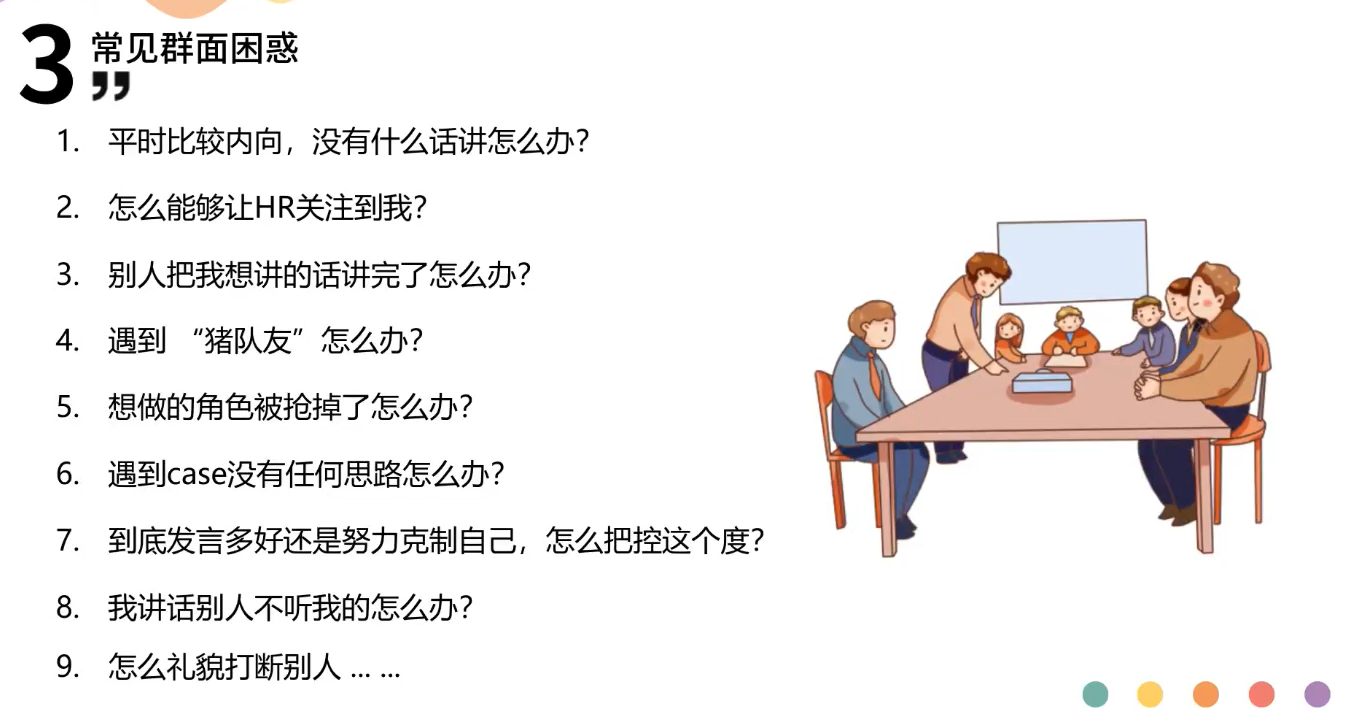 3 常见群面困惑
”
1. 平时比较内向，没有什么话讲怎么办？
2. 怎么能够让HR关注到我？
3. 别人把我想讲的话讲完了怎么办？
4. 遇到 “猪队友”怎么办？
5. 想做的角色被抢掉了怎么办？
6. 遇到case没有任何思路怎么办？
7. 到底发言多好还是努力克制自己，怎么把控这个度？
8. 我讲话别人不听我的怎么办？
9. 怎么礼貌打断别人 ... ...